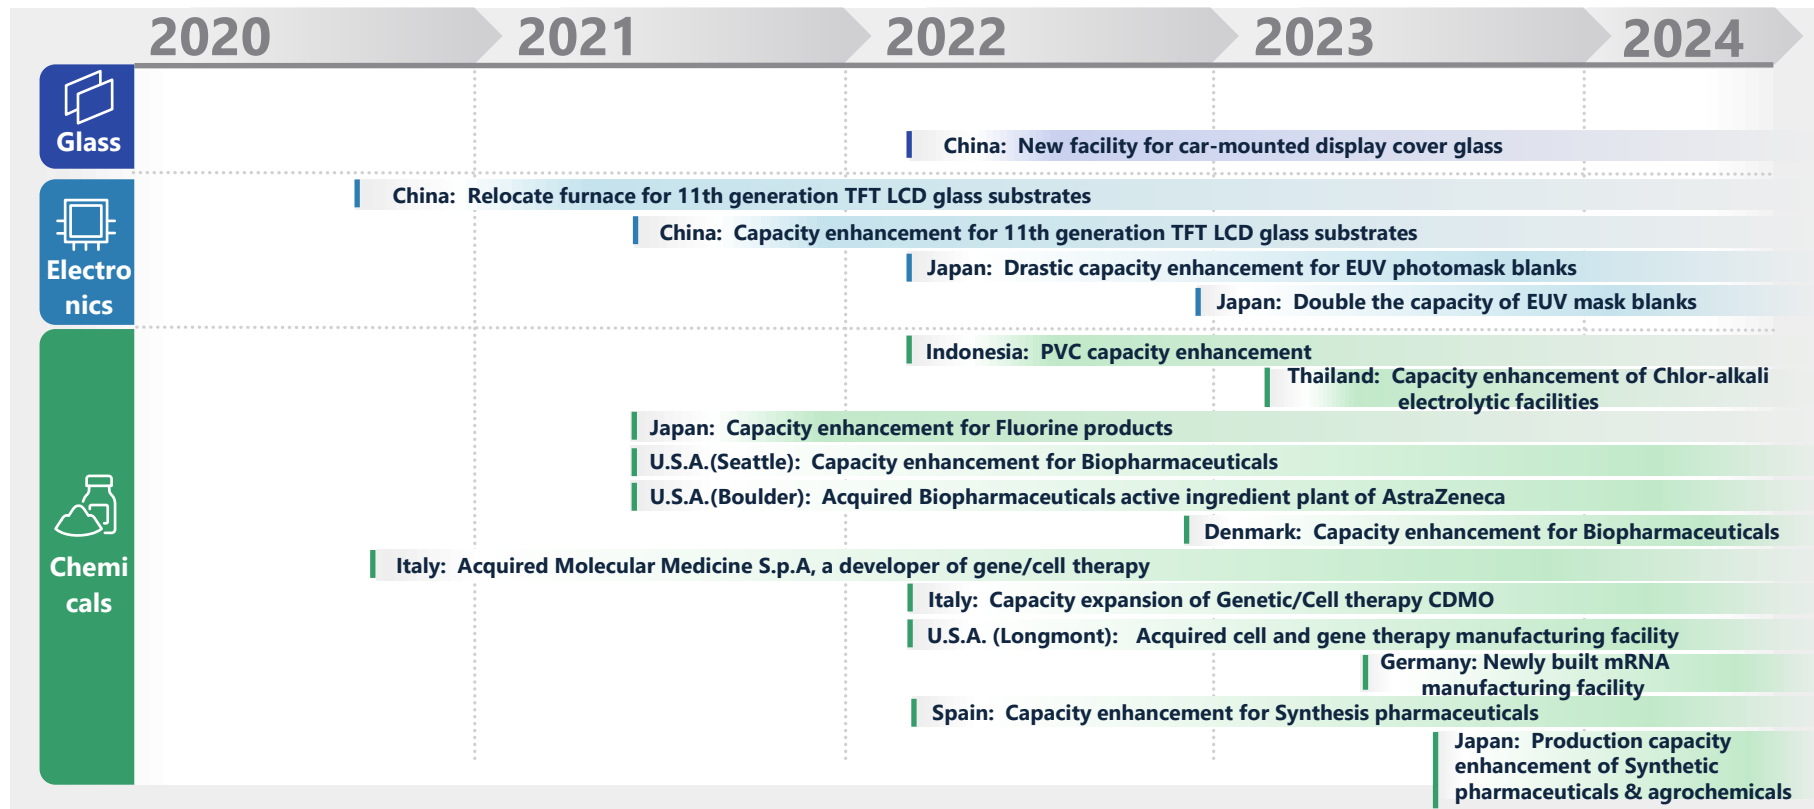 2020 2021 2022 2023 2024
Glass
China: New facility for car-mounted display cover glass
Electro
nics
China: Relocate furnace for 11th generation TFT LCD glass substrates
China: Capacity enhancement for 11th generation TFT LCD glass substrates
Japan: Drastic capacity enhancement for EUV photomask blanks
Japan: Double the capacity of EUV mask blanks
Chemi
cals
Indonesia: PVC capacity enhancement
Thailand: Capacity enhancement of Chlor-alkali
electrolytic facilities
Japan: Capacity enhancement for Fluorine products
U.S.A.(Seattle): Capacity enhancement for Biopharmaceuticals
U.S.A.(Boulder): Acquired Biopharmaceuticals active ingredient plant of AstraZeneca
Denmark: Capacity enhancement for Biopharmaceuticals
Italy: Acquired Molecular Medicine S.p.A, a developer of gene/cell therapy
Italy: Capacity expansion of Genetic/Cell therapy CDMO
U.S.A. (Longmont): Acquired cell and gene therapy manufacturing facility
Germany: Newly built mRNA
manufacturing facility
Spain: Capacity enhancement for Synthesis pharmaceuticals
Japan: Production capacity
enhancement of Synthetic
pharmaceuticals & agrochemicals